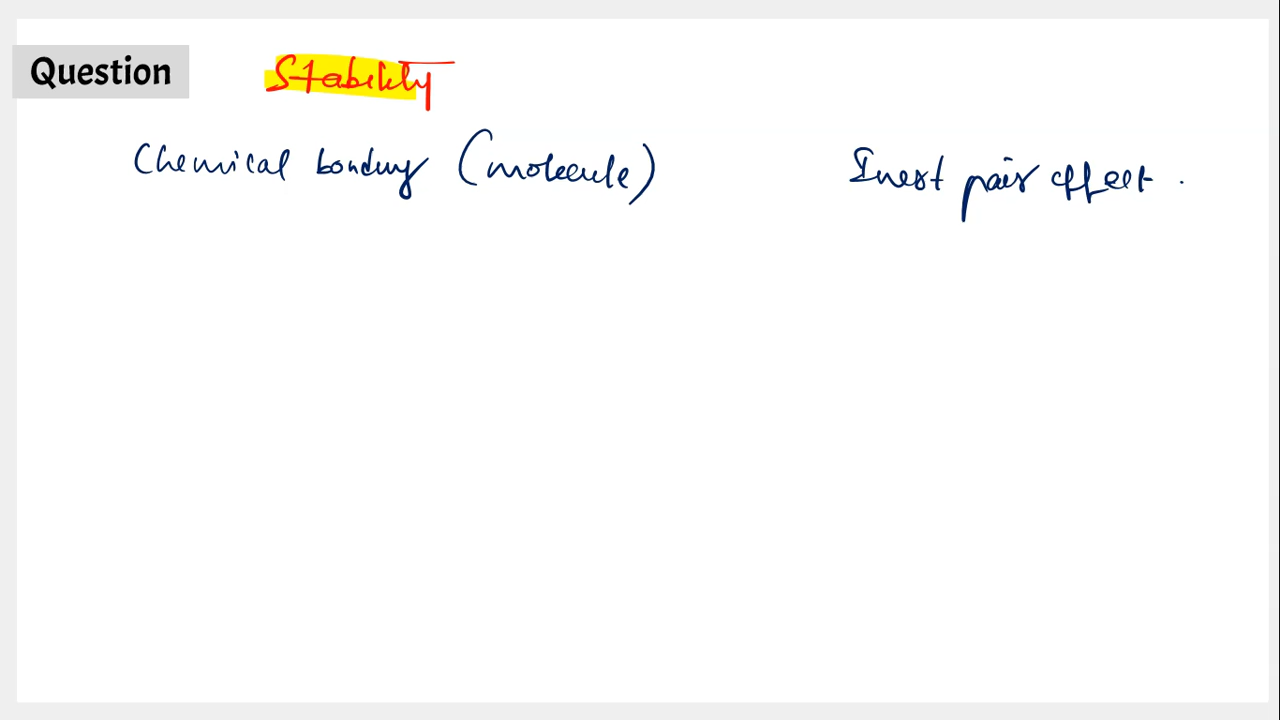 Question Stability
Chemical bonding (molecule) Inert pair effect.